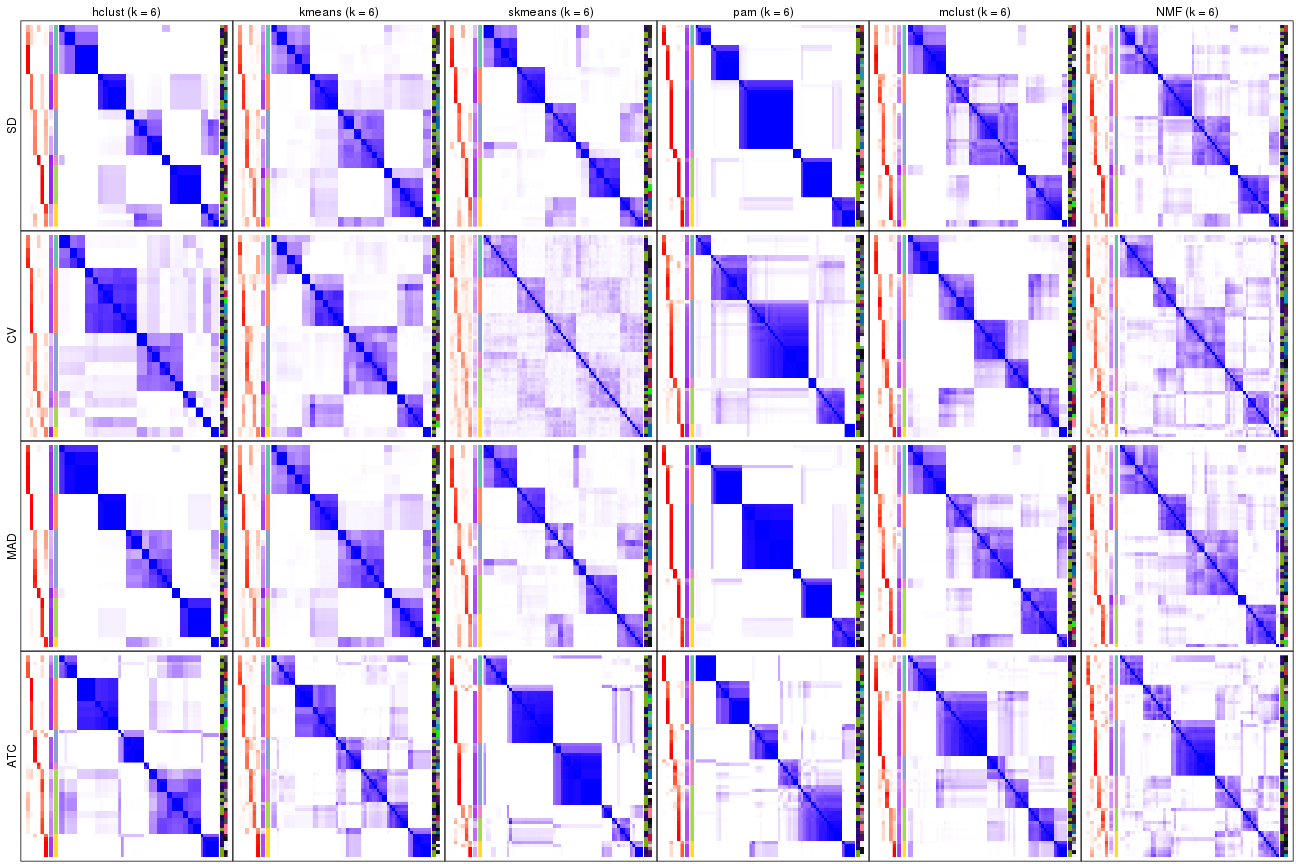 hclust (k = 6)
kmeans (k = 6)
skmeans (k = 6)
pam (k = 6)
mclust (k = 6)
NMF (k = 6)
SD
CV
MAD
ATC